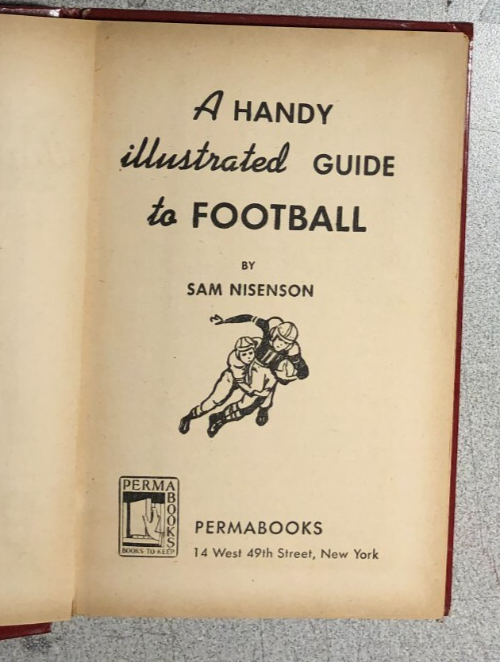 A HANDY
illustrated GUIDE
to FOOTBALL
BY
SAM NISENSON
PERMA
BOOKS
BOOKS TO KEEP
PERMABOOKS
14 West 49th Street, New York